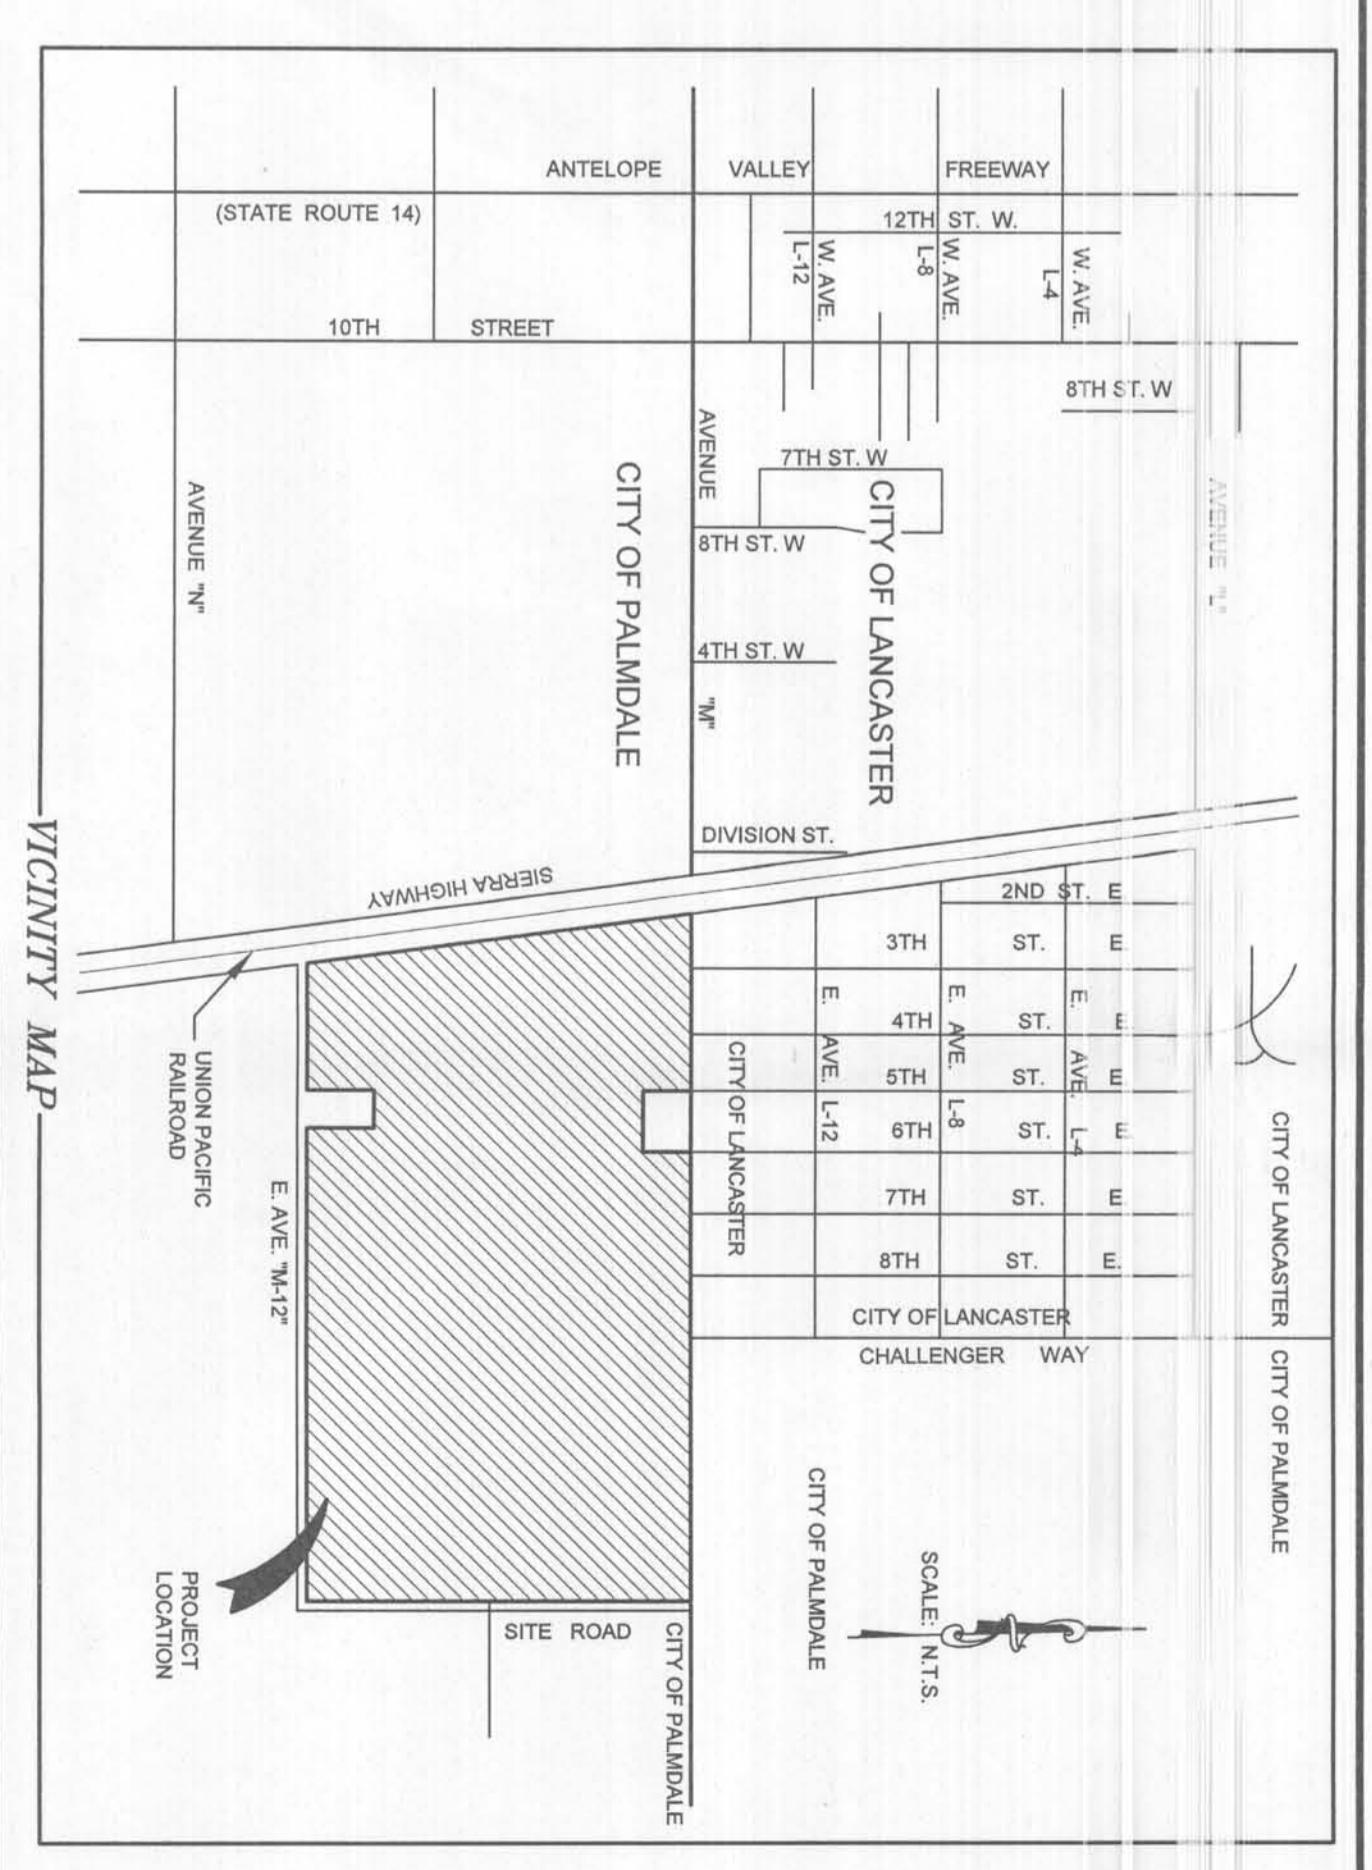 ANTELOPE VALLEY FREEWAY
(STATE ROUTE 14)
12TH ST. W.
W. AVE.
L-12
W. AVE.
L-8
W. AVE.
L-4
10TH STREET
8TH ST. W
AVENUE "M"
7TH ST. W
8TH ST. W
4TH ST. W
CITY OF PALMDALE
CITY OF LANCASTER
AVENUE "N"
AVENUE "L"
DIVISION ST.
SIERRA HIGHWAY
2ND ST. E.
3TH ST. E.
4TH ST. E.
5TH ST. E.
6TH ST. E.
7TH ST. E.
8TH ST. E.
E. AVE. L-12
E. AVE. L-8
E. AVE. L-4
CITY OF LANCASTER
CITY OF LANCASTER
CHALLENGER WAY
CITY OF LANCASTER
CITY OF PALMDALE
UNION PACIFIC
RAILROAD
E. AVE. "M-12"
CITY OF PALMDALE
SCALE: N.T.S.
SITE ROAD
CITY OF PALMDALE
PROJECT
LOCATION
VICINITY MAP